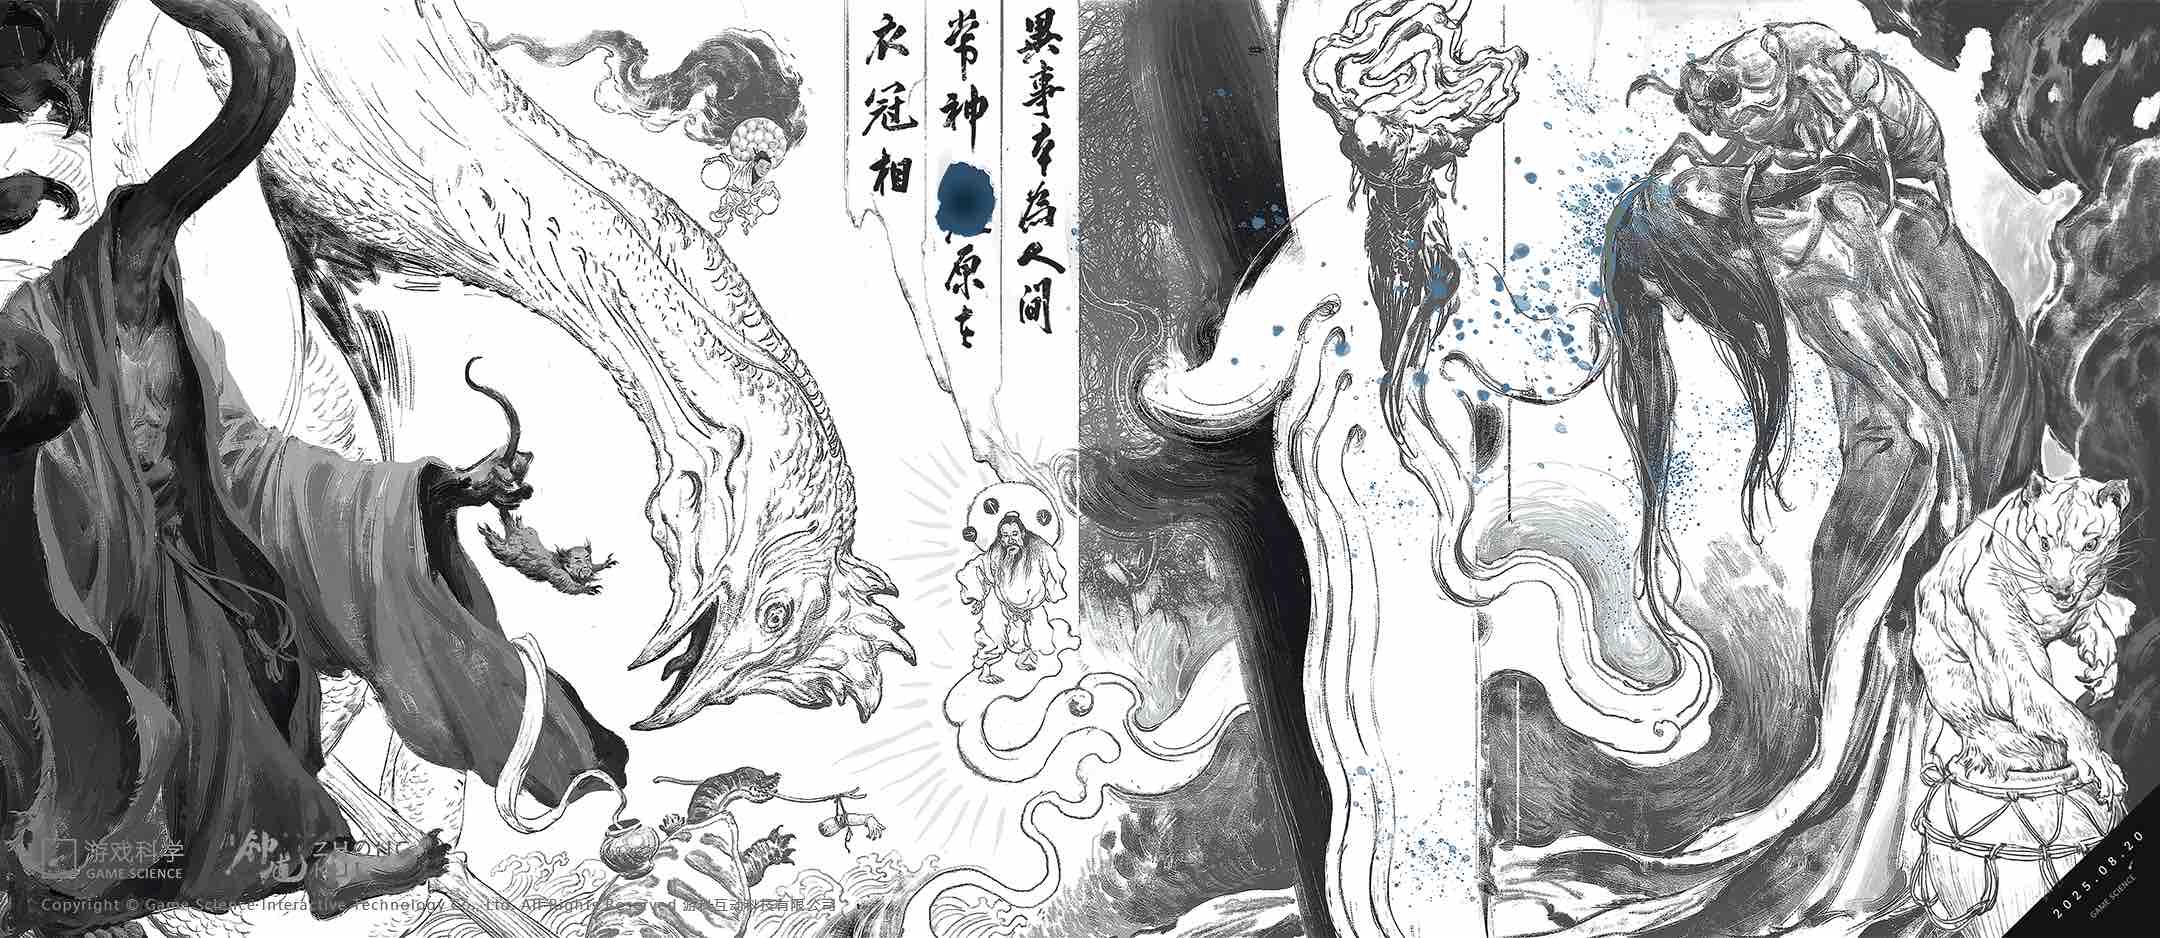 異事本為人間常
神 原去
衣冠相
游戏科学
GAME SCIENCE
钟馗
ZHONG
Copyright © Game Science Interactive Technology Co., Ltd. All Rights Reserved 游科互动科技有限公司
2025.08.20
GAME SCIENCE